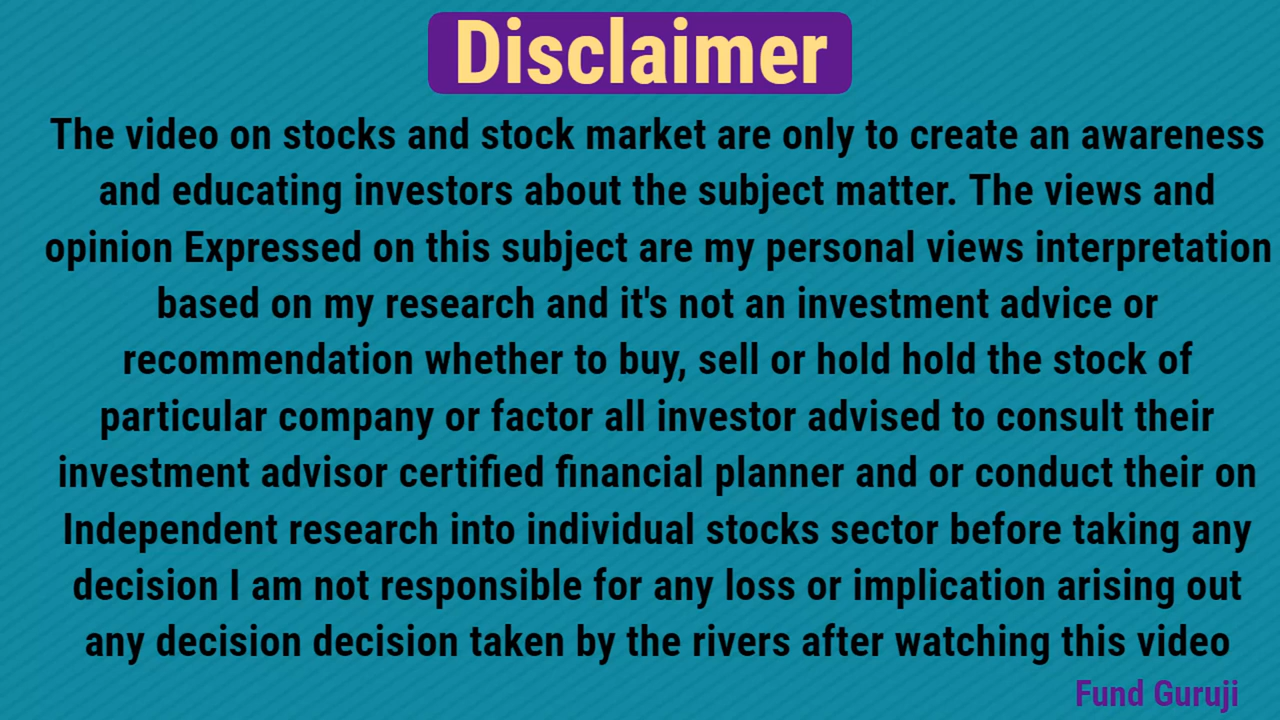 Disclaimer
The video on stocks and stock market are only to create an awareness
and educating investors about the subject matter. The views and
opinion Expressed on this subject are my personal views interpretation
based on my research and it's not an investment advice or
recommendation whether to buy, sell or hold hold the stock of
particular company or factor all investor advised to consult their
investment advisor certified financial planner and or conduct their on
Independent research into individual stocks sector before taking any
decision I am not responsible for any loss or implication arising out
any decision decision taken by the rivers after watching this video
Fund Guruji